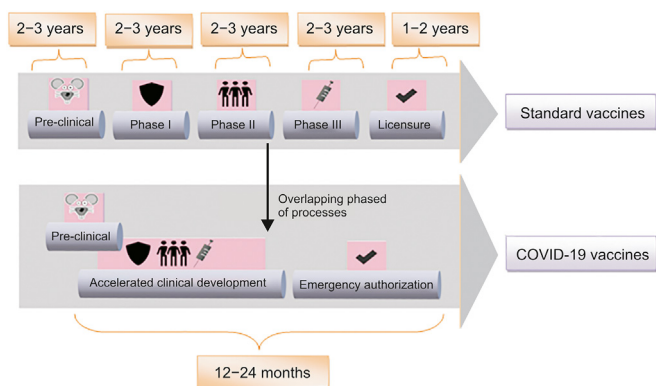 2−3 years
2−3 years
2−3 years
2−3 years
1−2 years
Pre-clinical
Phase I
Phase II
Phase III
Licensure
Standard vaccines
Overlapping phased
of processes
Pre-clinical
Accelerated clinical development
Emergency authorization
COVID-19 vaccines
12−24 months